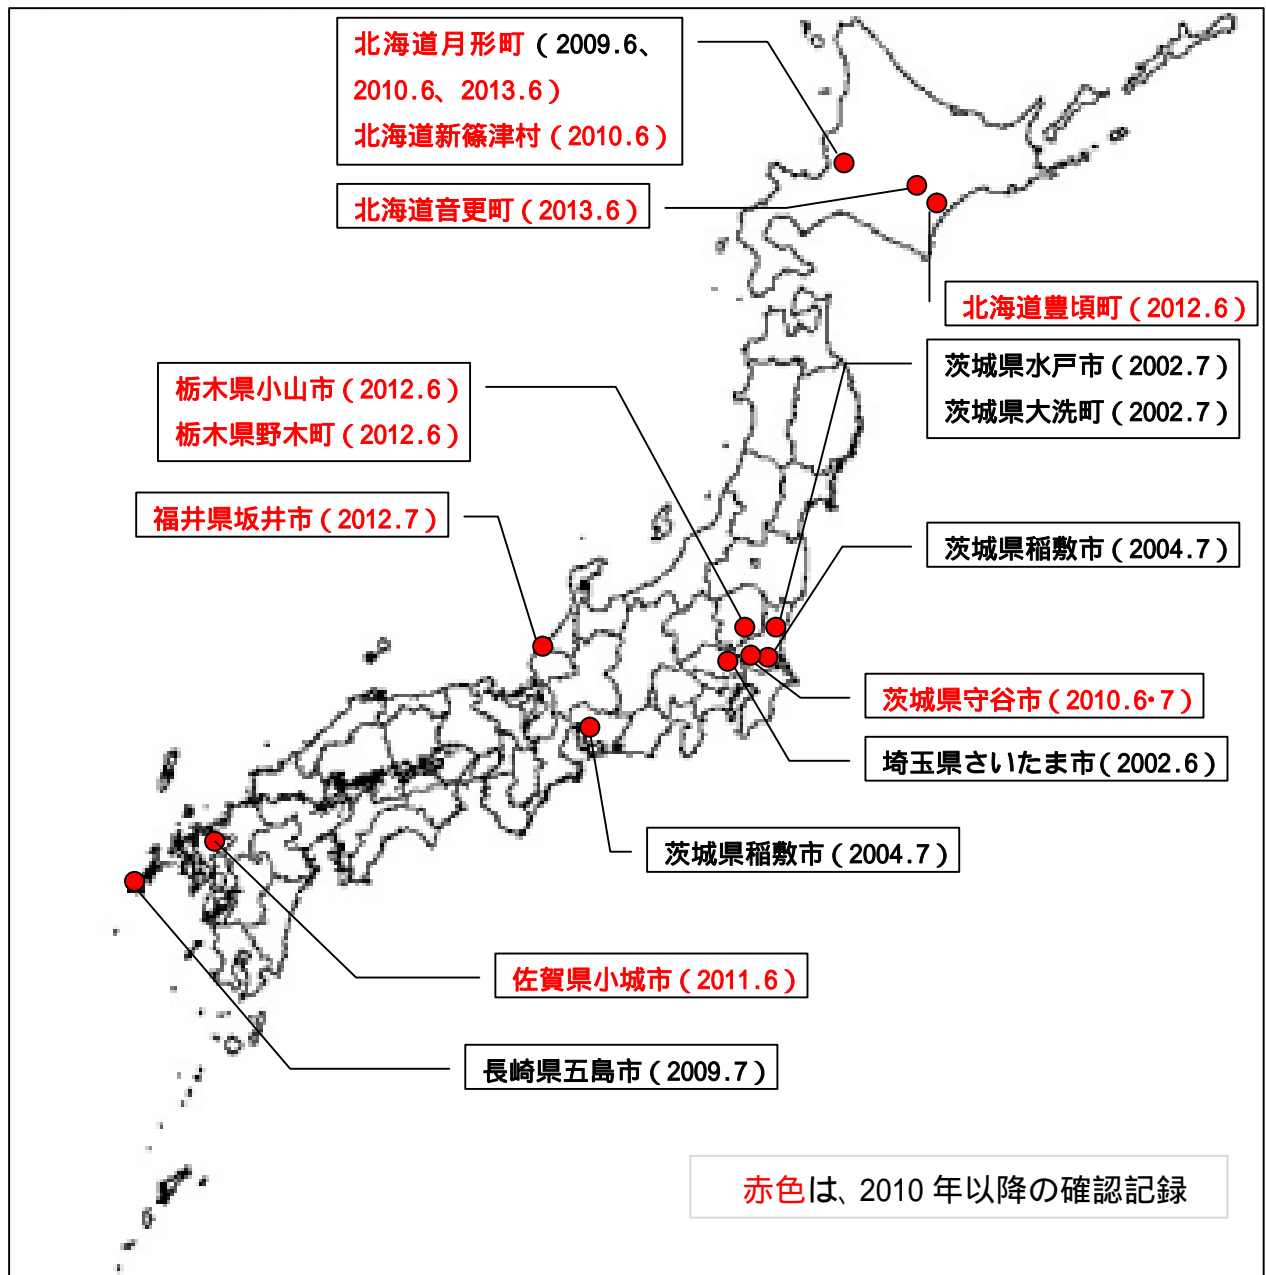 北海道月形町（2009.6、
2010.6、2013.6）
北海道新篠津村（2010.6）
北海道音更町（2013.6）
北海道豊頃町（2012.6）
茨城県水戸市（2002.7）
茨城県大洗町（2002.7）
栃木県小山市（2012.6）
栃木県野木町（2012.6）
福井県坂井市（2012.7）
茨城県稲敷市（2004.7）
茨城県守谷市（2010.6・7）
埼玉県さいたま市（2002.6）
茨城県稲敷市（2004.7）
佐賀県小城市（2011.6）
長崎県五島市（2009.7）
赤色は、2010 年以降の確認記録